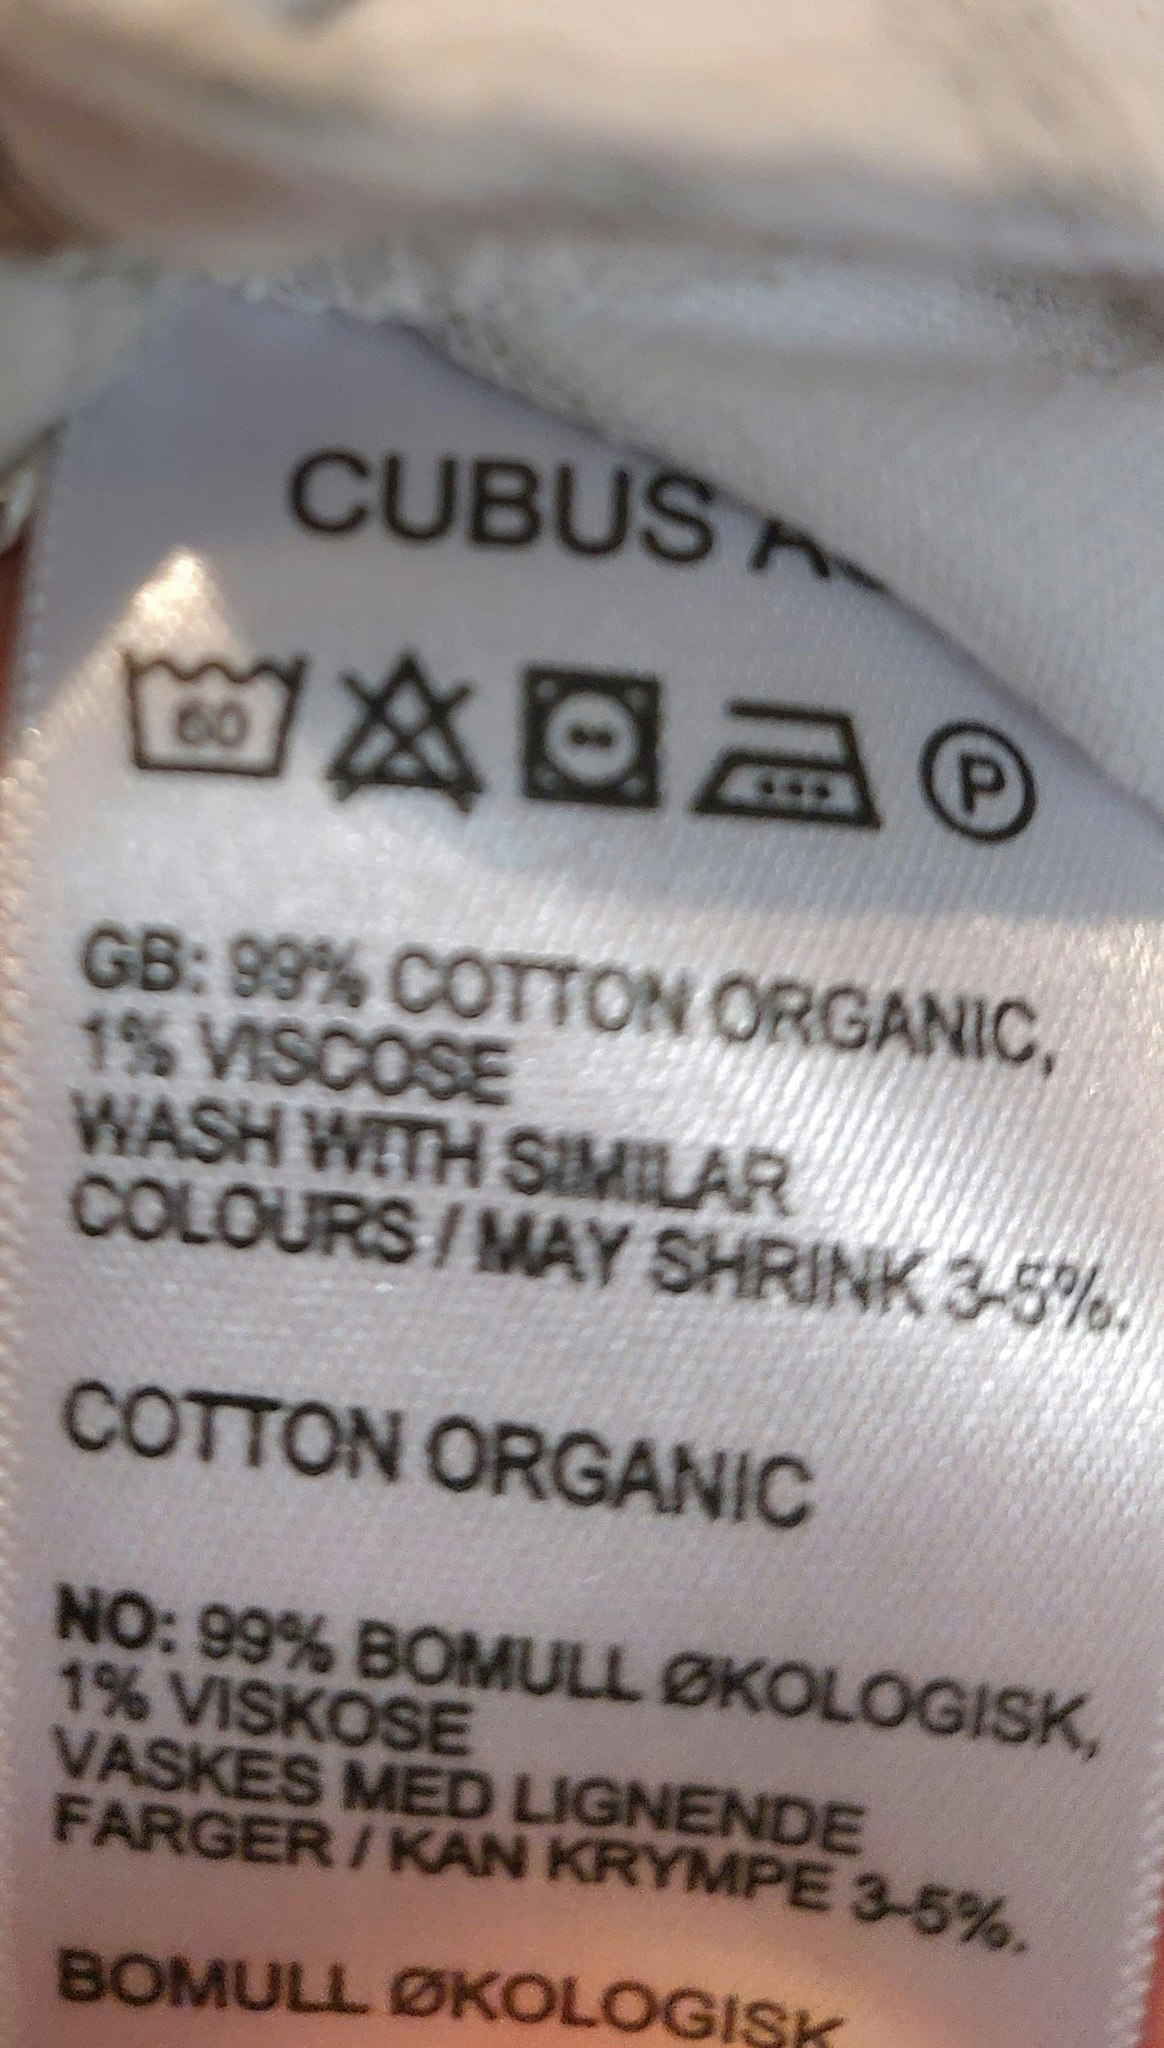 CUBUS
60
P
GB: 99% COTTON ORGANIC,
1% VISCOSE
WASH WITH SIMILAR
COLOURS / MAY SHRINK 3-5%.
COTTON ORGANIC
NO: 99% BOMULL ØKOLOGISK,
1% VISKOSE
VASKES MED LIGNENDE
FARGER / KAN KRYMPE 3-5%.
BOMULL ØKOLOGISK